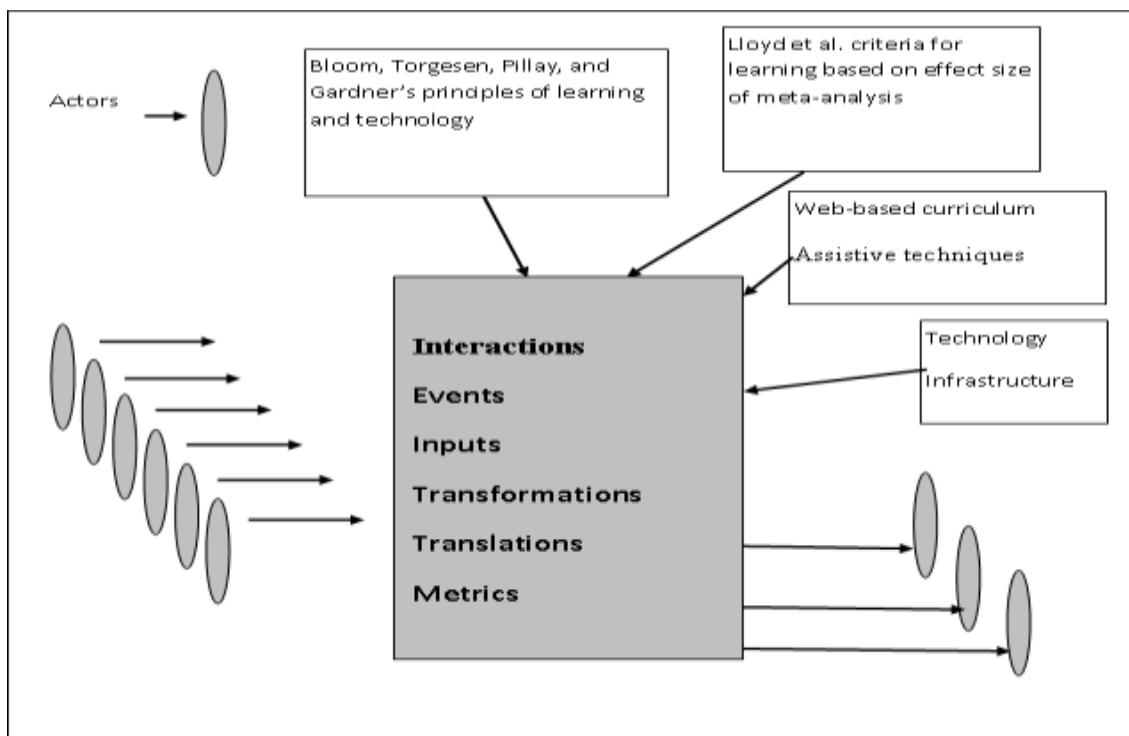 Actors
Bloom, Torgesen, Pillay, and
Gardner's principles of learning
and technology
Lloyd et al. criteria for
learning based on effect size
of meta-analysis
Web-based curriculum
Assistive techniques
Technology
Infrastructure
Interactions
Events
Inputs
Transformations
Translations
Metrics